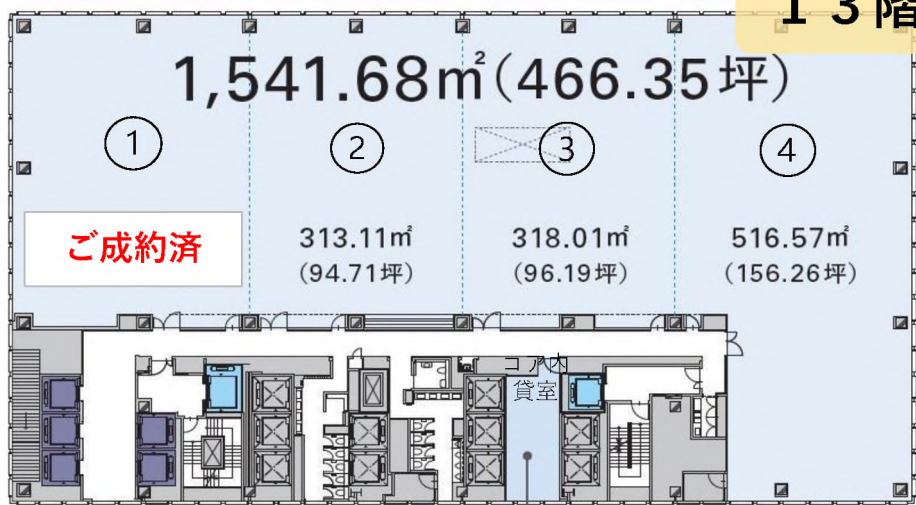 13階
1,541.68㎡(466.35坪)
①
②
③
④
ご成約済
313.11㎡
(94.71坪)
318.01㎡
(96.19坪)
516.57㎡
(156.26坪)
コア内
貸室